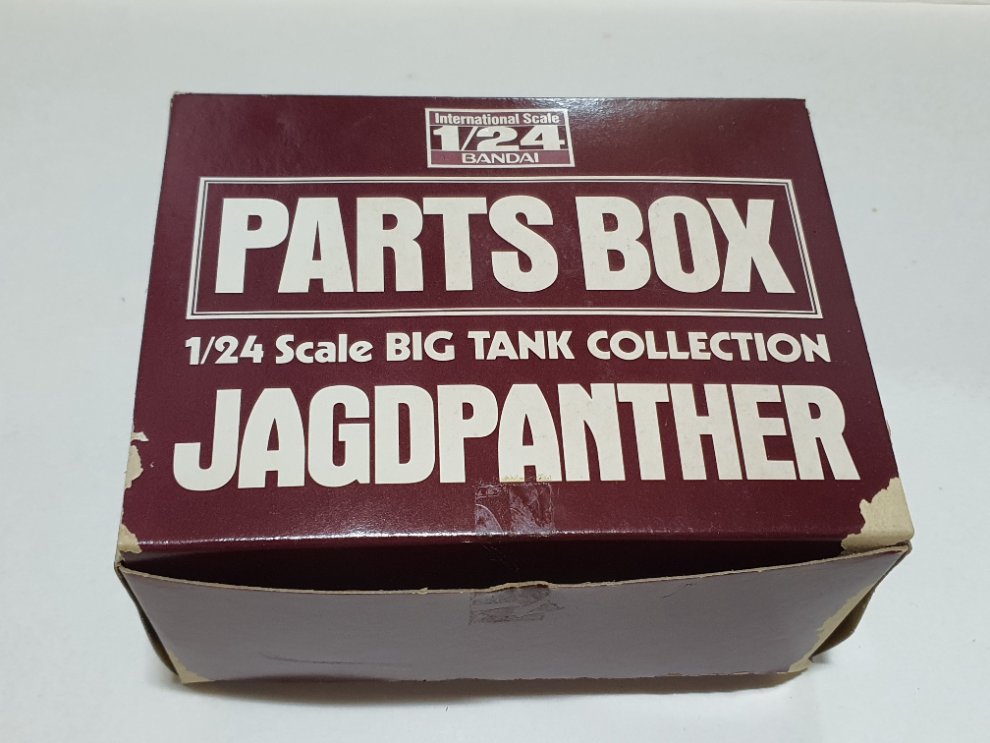 International Scale
1/24
BANDAI
PARTS BOX
1/24 Scale BIG TANK COLLECTION
JAGDPANTHER